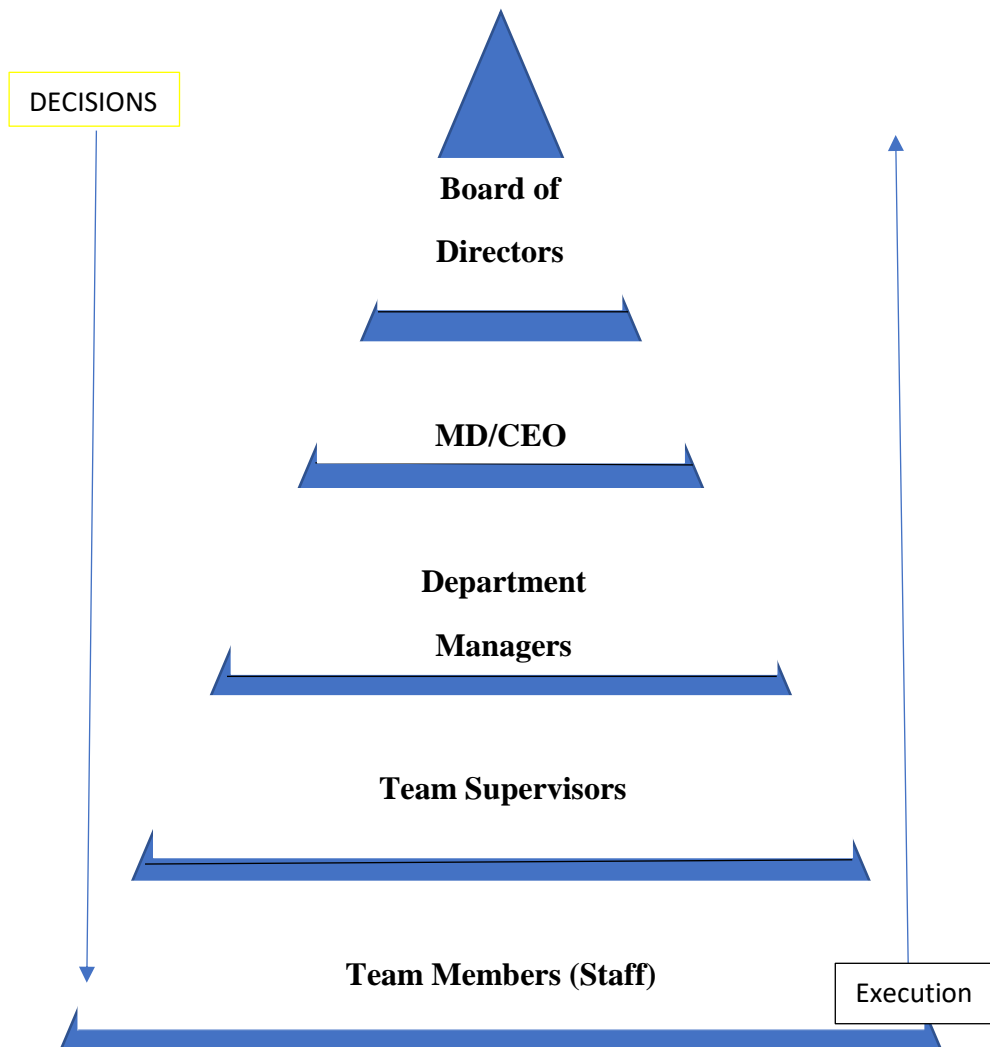 DECISIONS
Board of
Directors
MD/CEO
Department
Managers
Team Supervisors
Team Members (Staff)
Execution